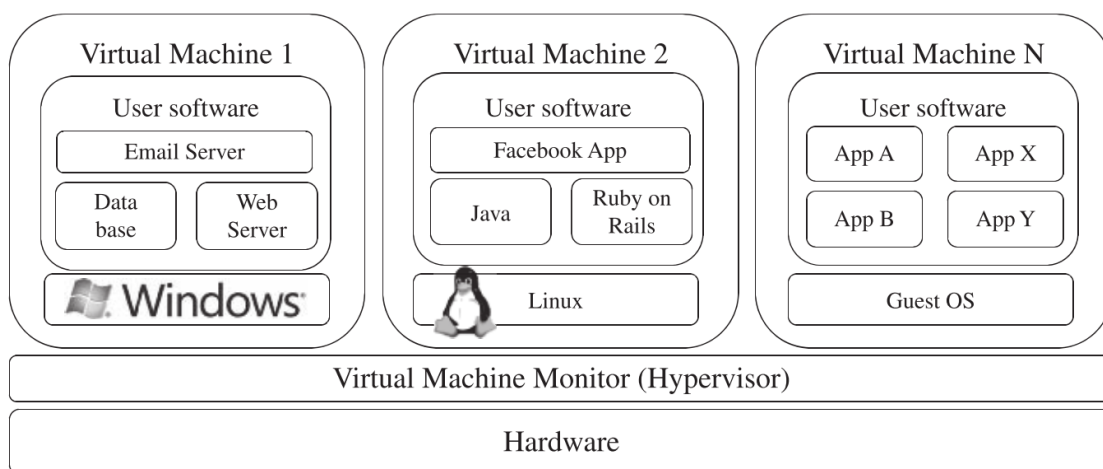 Virtual Machine 1
User software
Email Server
Data
base
Web
Server
Windows
Virtual Machine 2
User software
Facebook App
Java
Ruby on
Rails
Linux
Virtual Machine N
User software
App A
App X
App B
App Y
Guest OS
Virtual Machine Monitor (Hypervisor)
Hardware